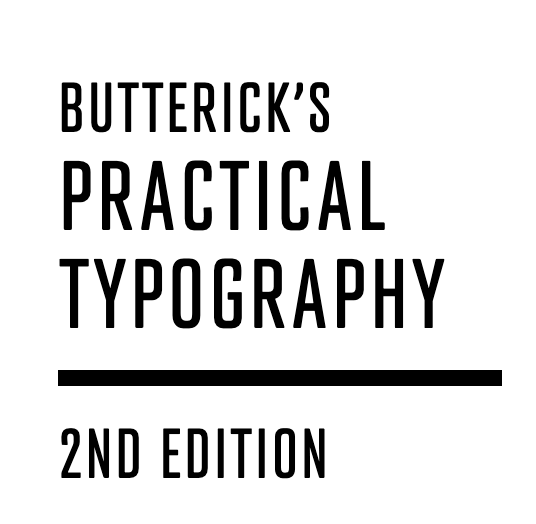 BUTTERICK’S
PRACTICAL
TYPOGRAPHY
2ND EDITION